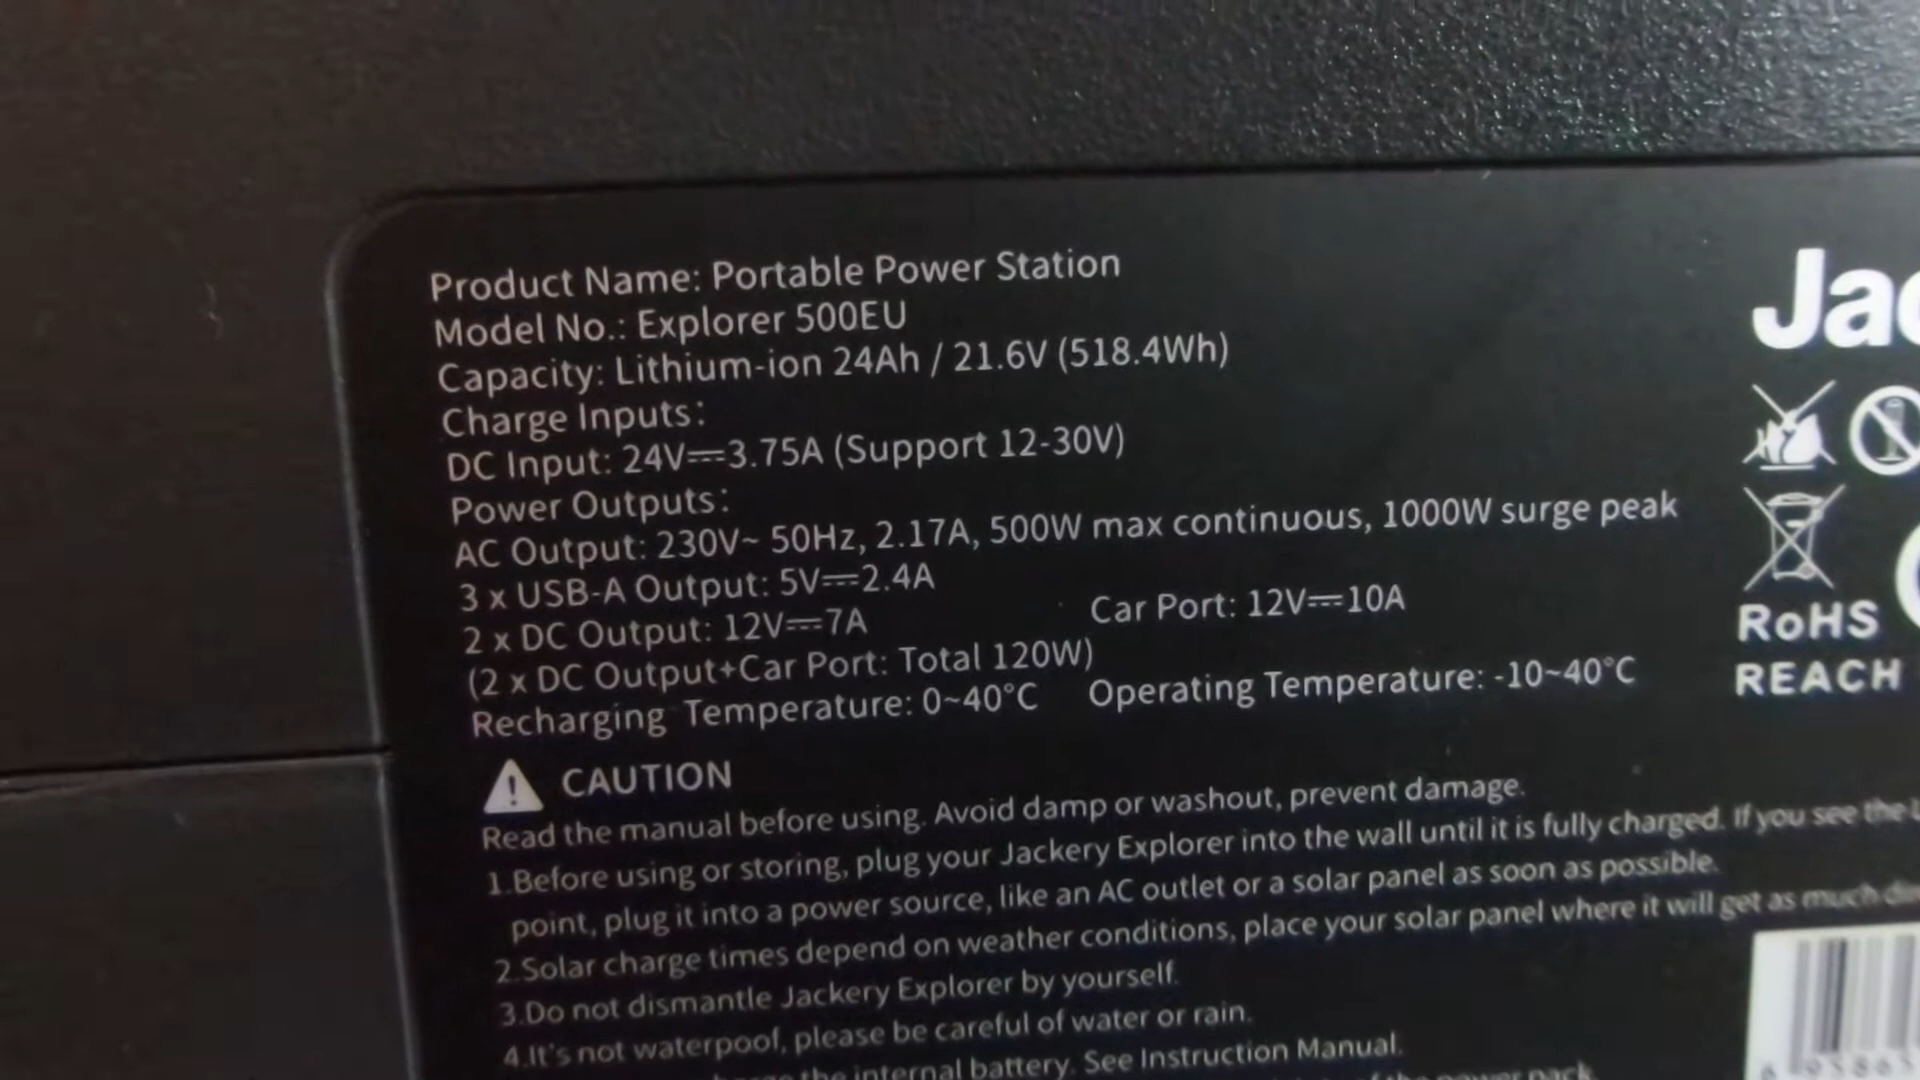 Product Name: Portable Power Station
Model No.: Explorer 500EU
Capacity: Lithium-ion 24Ah / 21.6V (518.4Wh)
Charge Inputs:
DC Input: 24V⎓3.75A (Support 12-30V)
Power Outputs:
AC Output: 230V~ 50Hz, 2.17A, 500W max continuous, 1000W surge peak
3 x USB-A Output: 5V⎓2.4A
2 x DC Output: 12V⎓7A Car Port: 12V⎓10A
(2 x DC Output+Car Port: Total 120W)
Recharging Temperature: 0~40°C Operating Temperature: -10~40°C
CAUTION
Read the manual before using. Avoid damp or washout, prevent damage.
1.Before using or storing, plug your Jackery Explorer into the wall until it is fully charged. If you see the
point, plug it into a power source, like an AC outlet or a solar panel as soon as possible.
2.Solar charge times depend on weather conditions, place your solar panel where it will get as much
3.Do not dismantle Jackery Explorer by yourself.
4.It's not waterpoof, please be careful of water or rain.
the internal battery. See Instruction Manual.
of the power pack
Jac
RoHS
REACH